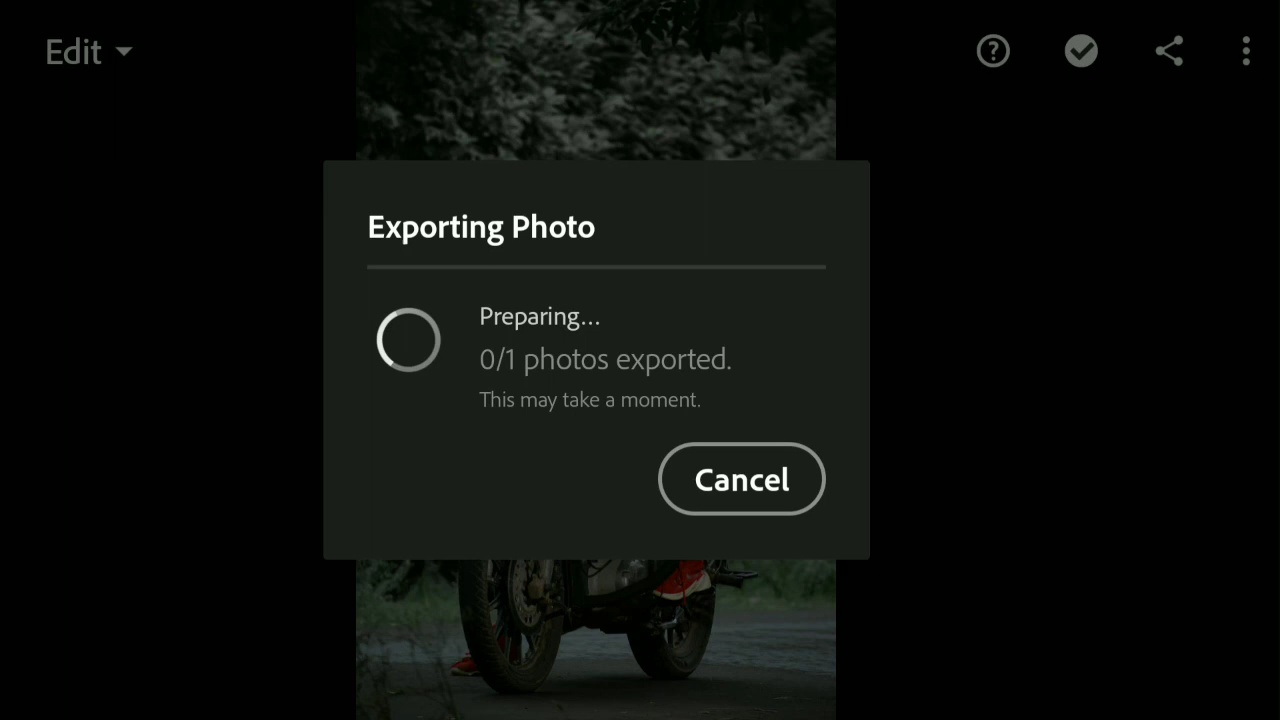 Edit
Exporting Photo
Preparing...
0/1 photos exported.
This may take a moment.
Cancel